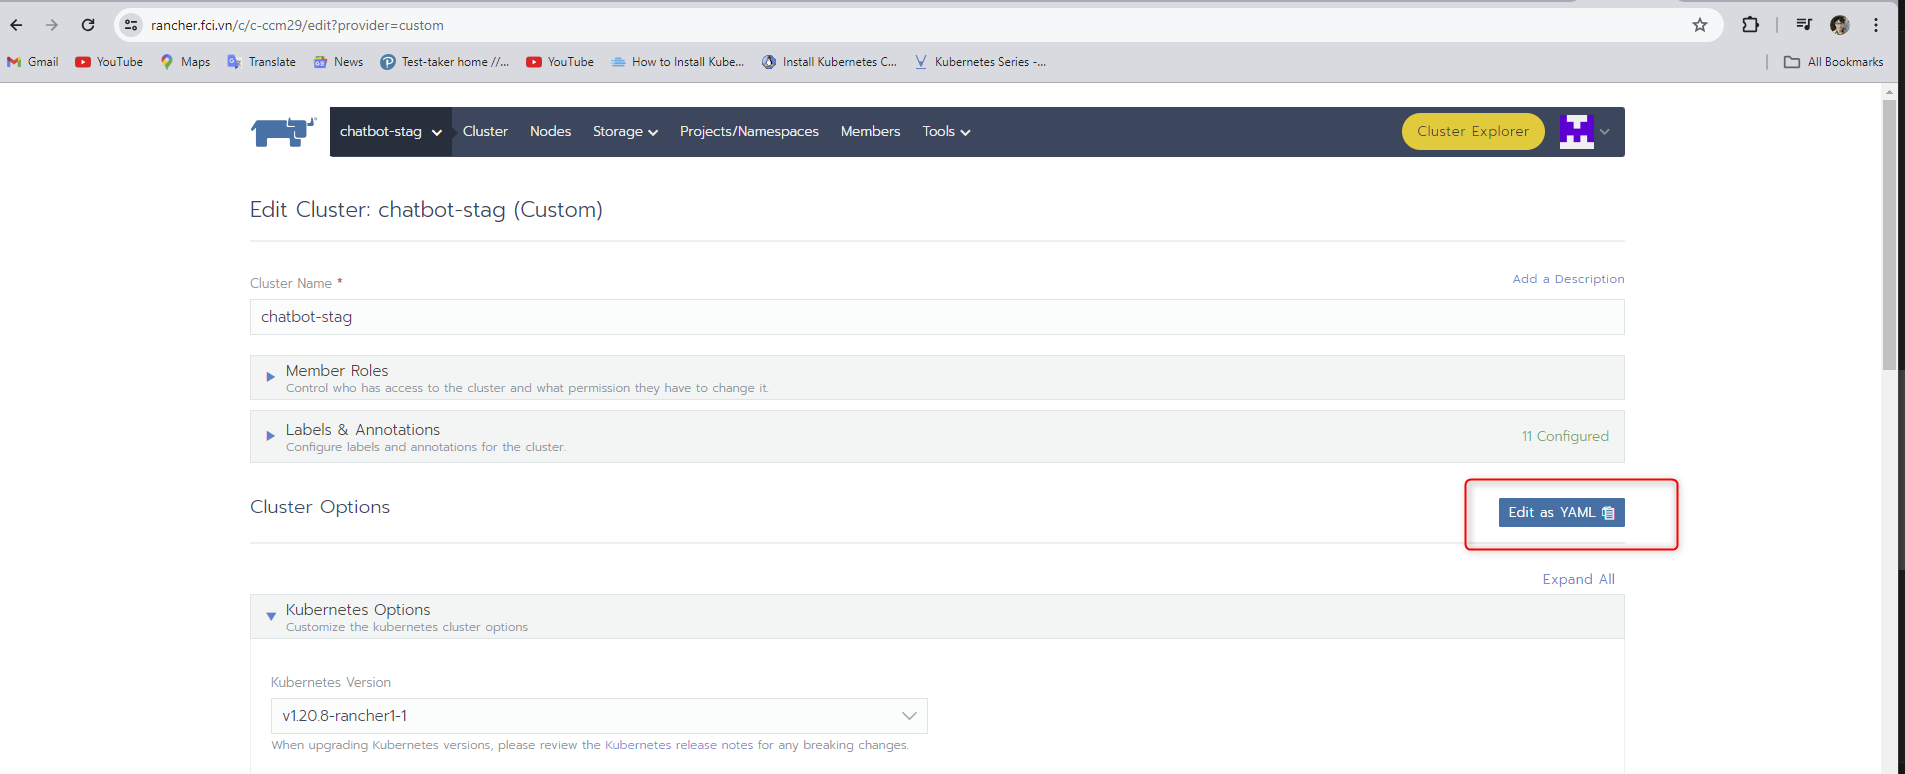 rancher.fci.vn/c/c-ccm29/edit?provider=custom
Gmail YouTube Maps Translate News Test-taker home //... YouTube How to Install Kube... Install Kubernetes C... Kubernetes Series -... All Bookmarks
chatbot-stag Cluster Nodes Storage Projects/Namespaces Members Tools Cluster Explorer
Edit Cluster: chatbot-stag (Custom)
Cluster Name * Add a Description
chatbot-stag
Member Roles
Control who has access to the cluster and what permission they have to change it.
Labels & Annotations
Configure labels and annotations for the cluster.
11 Configured
Cluster Options
Edit as YAML
Expand All
Kubernetes Options
Customize the kubernetes cluster options
Kubernetes Version
v1.20.8-rancher1-1
When upgrading Kubernetes versions, please review the Kubernetes release notes for any breaking changes.